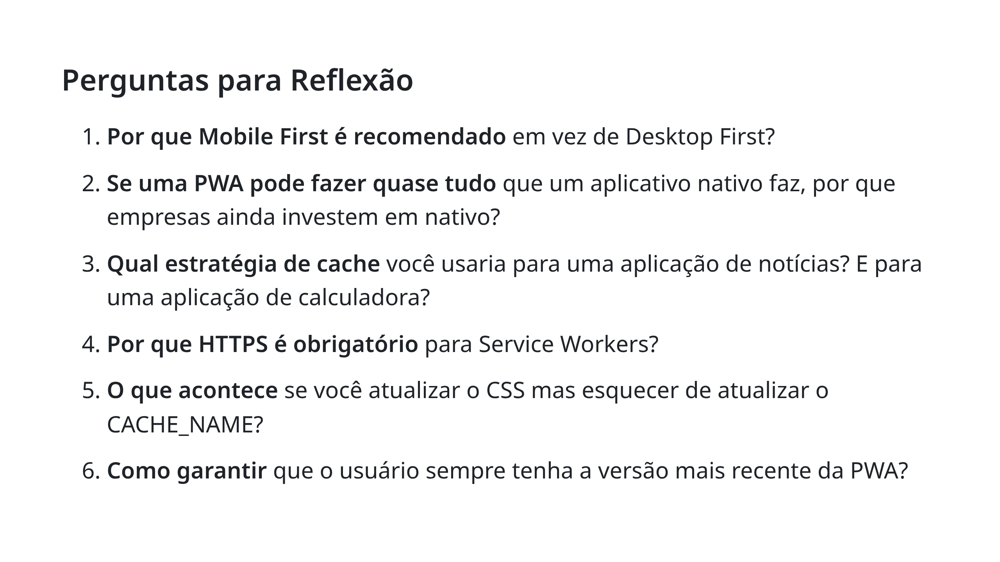 Perguntas para Reflexão
1. Por que Mobile First é recomendado em vez de Desktop First?
2. Se uma PWA pode fazer quase tudo que um aplicativo nativo faz, por que
empresas ainda investem em nativo?
3. Qual estratégia de cache você usaria para uma aplicação de notícias? E para
uma aplicação de calculadora?
4. Por que HTTPS é obrigatório para Service Workers?
5. O que acontece se você atualizar o CSS mas esquecer de atualizar o
CACHE_NAME?
6. Como garantir que o usuário sempre tenha a versão mais recente da PWA?